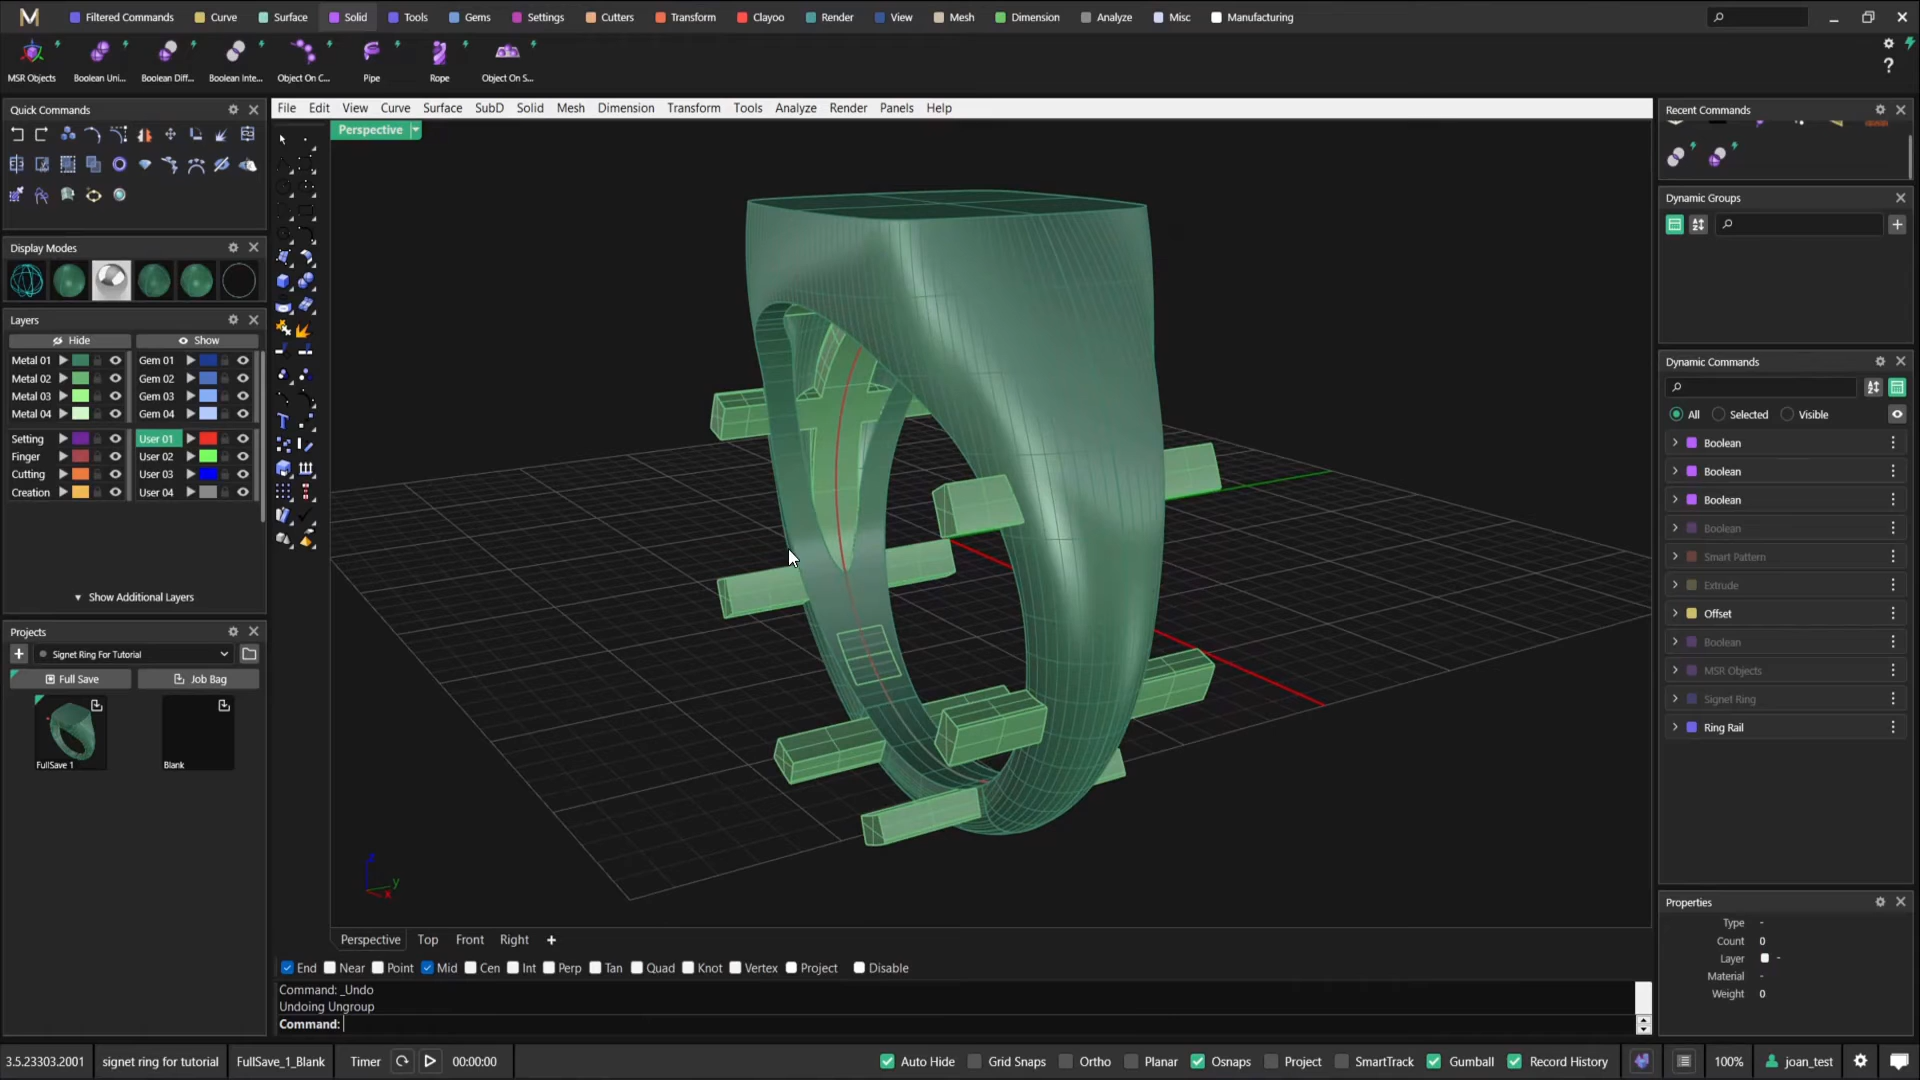 Filtered Commands Curve Surface Solid Tools Gems Settings Cutters Transform Clayoo Render View Mesh Dimension Analyze Misc Manufacturing
MSR Objects Boolean Uni... Boolean Diff... Boolean Inte... Object On C... Pipe Rope Object On S...
?
Quick Commands
File Edit View Curve Surface SubD Solid Mesh Dimension Transform Tools Analyze Render Panels Help
Perspective
Display Modes
Layers
Hide Show
Metal 01 Gem 01
Metal 02 Gem 02
Metal 03 Gem 03
Metal 04 Gem 04
Setting User 01
Finger User 02
Cutting User 03
Creation User 04
Show Additional Layers
Projects
Signet Ring For Tutorial
Full Save Job Bag
FullSave 1 Blank
z
y
x
Perspective Top Front Right +
End Near Point Mid Cen Int Perp Tan Quad Knot Vertex Project Disable
Command: _Undo
Undoing Ungroup
Command:
Recent Commands
Dynamic Groups
Dynamic Commands
All Selected Visible
Boolean
Boolean
Boolean
Boolean
Smart Pattern
Extrude
Offset
Boolean
MSR Objects
Signet Ring
Ring Rail
Properties
Type -
Count 0
Layer -
Material -
Weight 0
3.5.23303.2001 signet ring for tutorial FullSave_1_Blank Timer 00:00:00 Auto Hide Grid Snaps Ortho Planar Osnaps Project SmartTrack Gumball Record History 100% joan_test